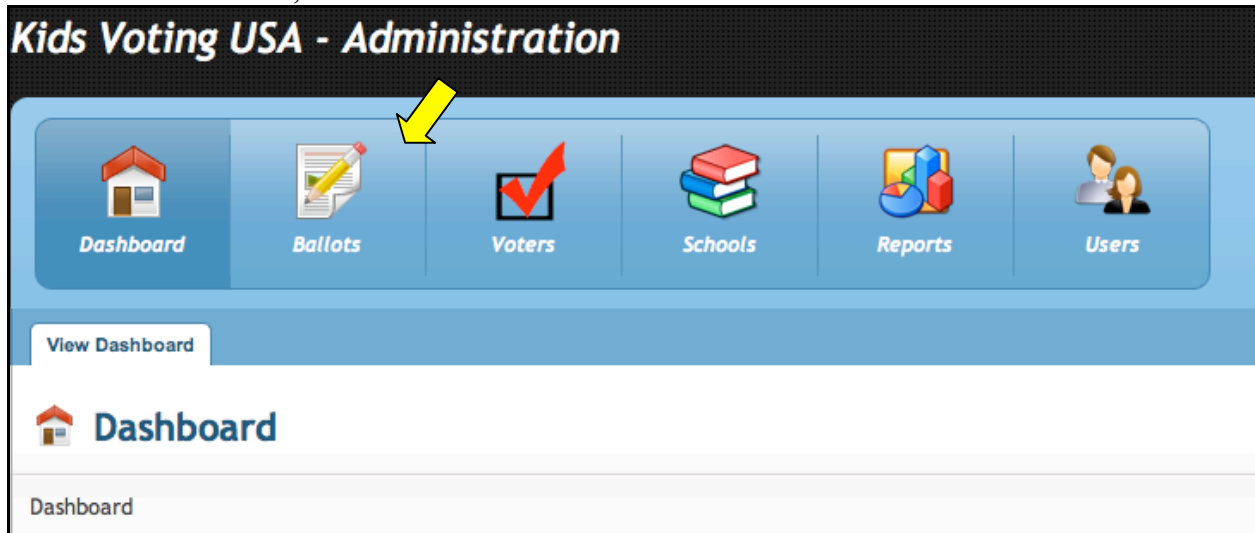 Kids Voting USA - Administration
Dashboard Ballots Voters Schools Reports Users
View Dashboard
Dashboard
Dashboard